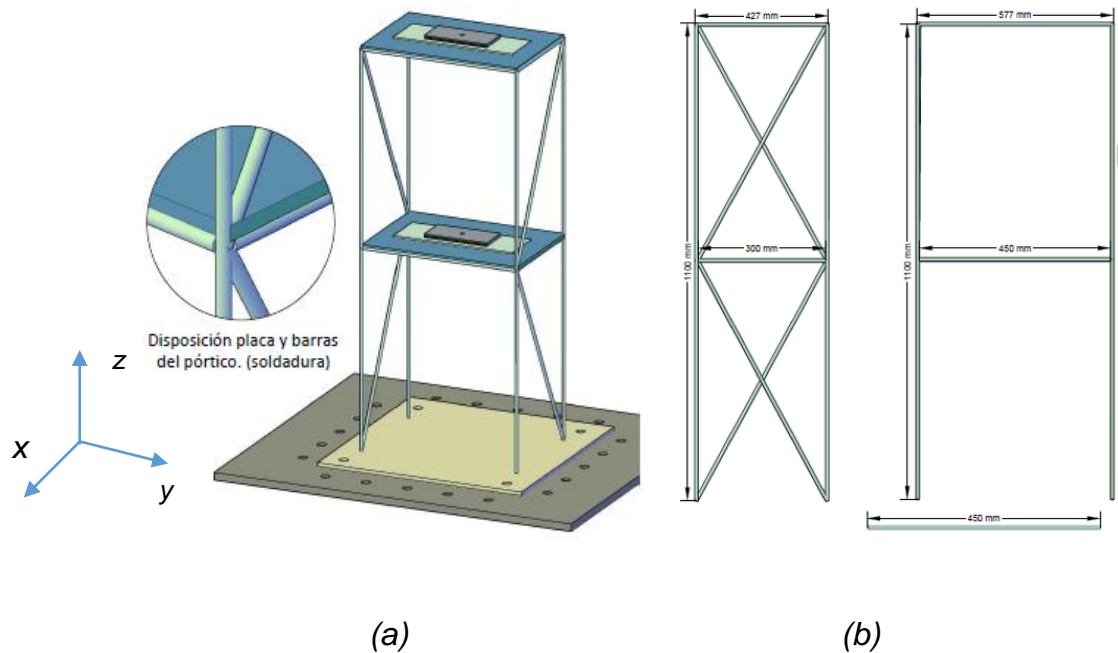 427 mm
577 mm
1100 mm
300 mm
1100 mm
450 mm
450 mm
Disposición placa y barras
del pórtico. (soldadura)
z
x
y
(a)
(b)